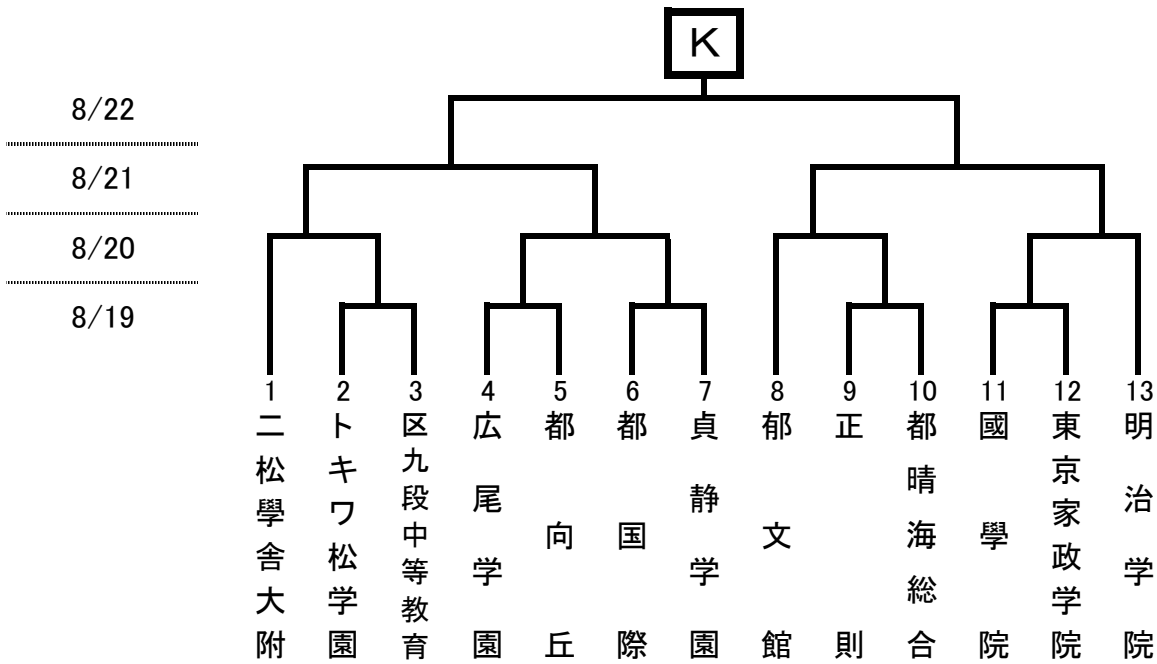 K
8/22
8/21
8/20
8/19
1
2
3
4
5
6
7
8
9
10
11
12
13
二松學舎大附
トキワ松学園
区九段中等教育
広尾学園
都向丘
都国際
貞静学園
郁文館
正則
都晴海総合
國學院
東京家政学院
明治学院